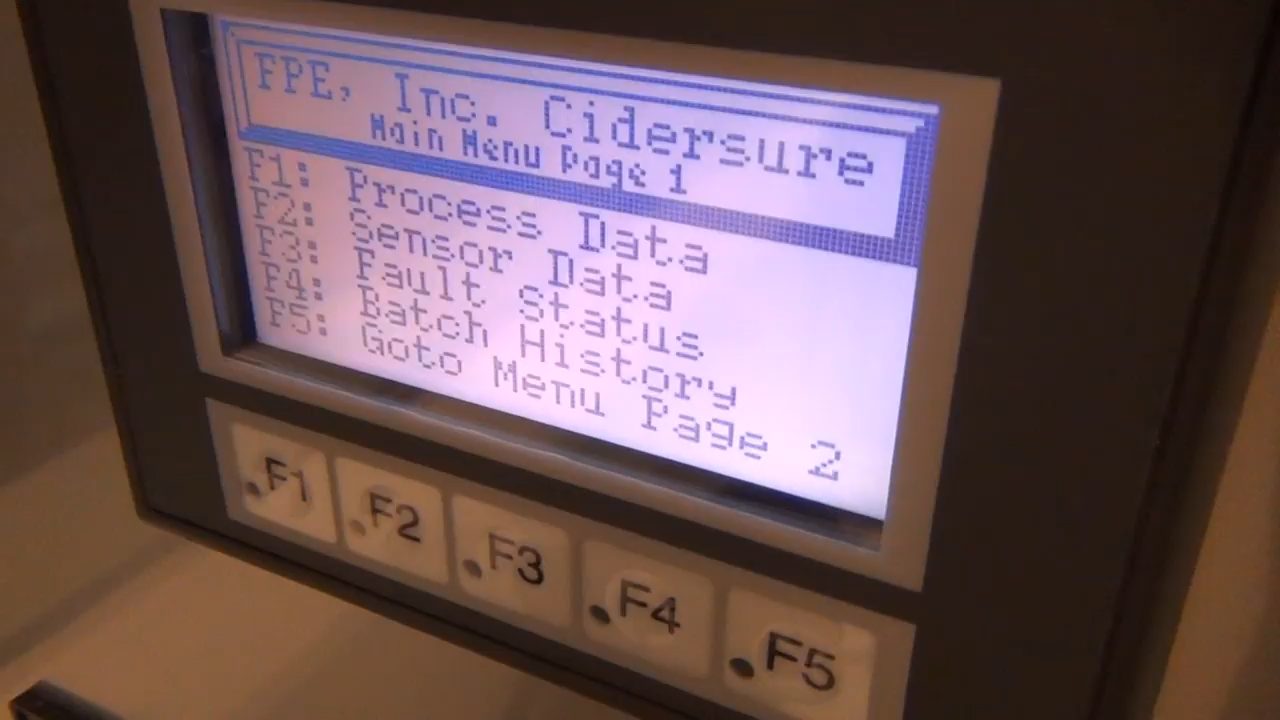 FPE, Inc. Cidersure
Main Menu page 1
F1: Process Data
F2: Sensor Data
F3: Fault Status
F4: Batch History
F5: Goto Menu Page 2
F1 F2 F3 F4 F5